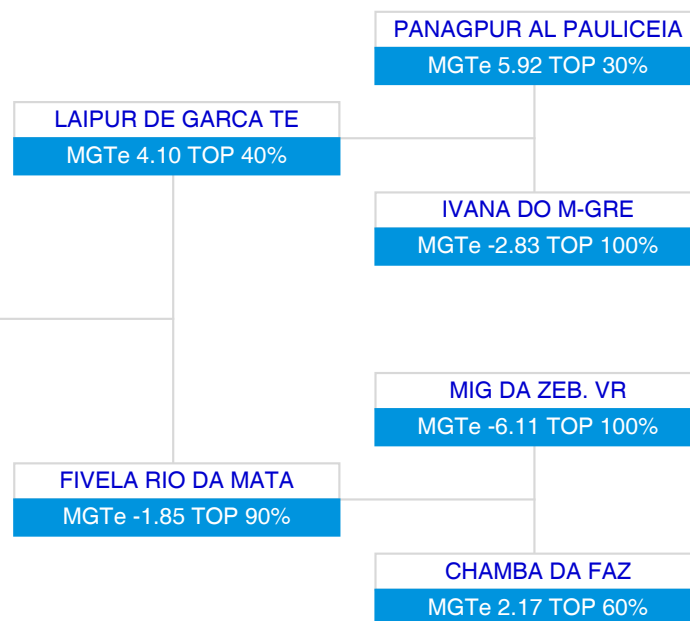 PANAGPUR AL PAULICEIA
MGTe 5.92 TOP 30%
LAIPUR DE GARCA TE
MGTe 4.10 TOP 40%
IVANA DO M-GRE
MGTe -2.83 TOP 100%
MIG DA ZEB. VR
MGTe -6.11 TOP 100%
FIVELA RIO DA MATA
MGTe -1.85 TOP 90%
CHAMBA DA FAZ
MGTe 2.17 TOP 60%